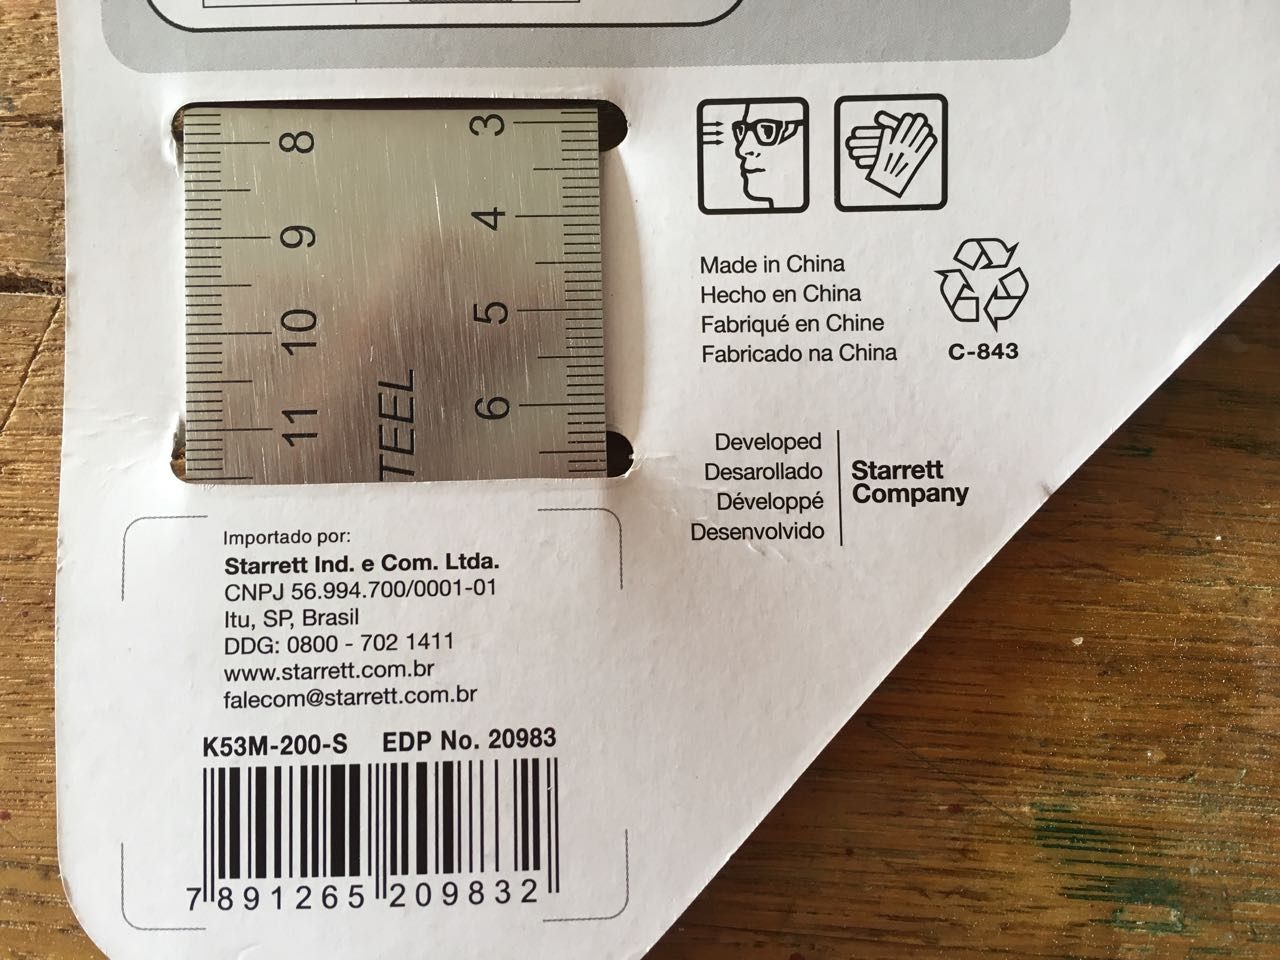 8
9
10
11
TEEL
3
4
5
6
Made in China
Hecho en China
Fabriqué en Chine
Fabricado na China
C-843
Developed
Desarollado
Développé
Desenvolvido
Starrett
Company
Importado por:
Starrett Ind. e Com. Ltda.
CNPJ 56.994.700/0001-01
Itu, SP, Brasil
DDG: 0800 - 702 1411
www.starrett.com.br
falecom@starrett.com.br
K53M-200-S EDP No. 20983
7 891265 209832